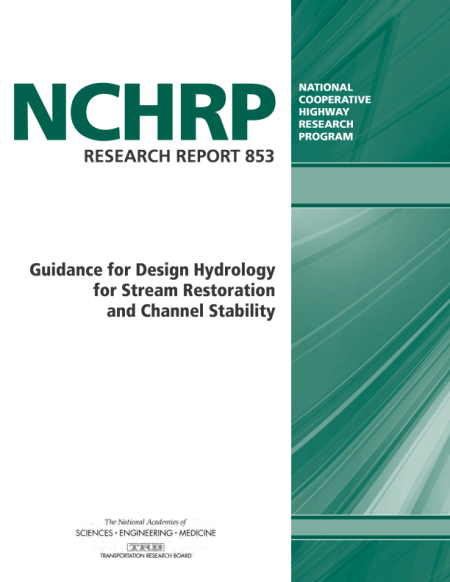 NCHRP
RESEARCH REPORT 853
NATIONAL
COOPERATIVE
HIGHWAY
RESEARCH
PROGRAM
Guidance for Design Hydrology
for Stream Restoration
and Channel Stability
The National Academies of
SCIENCES • ENGINEERING • MEDICINE
TRB
TRANSPORTATION RESEARCH BOARD